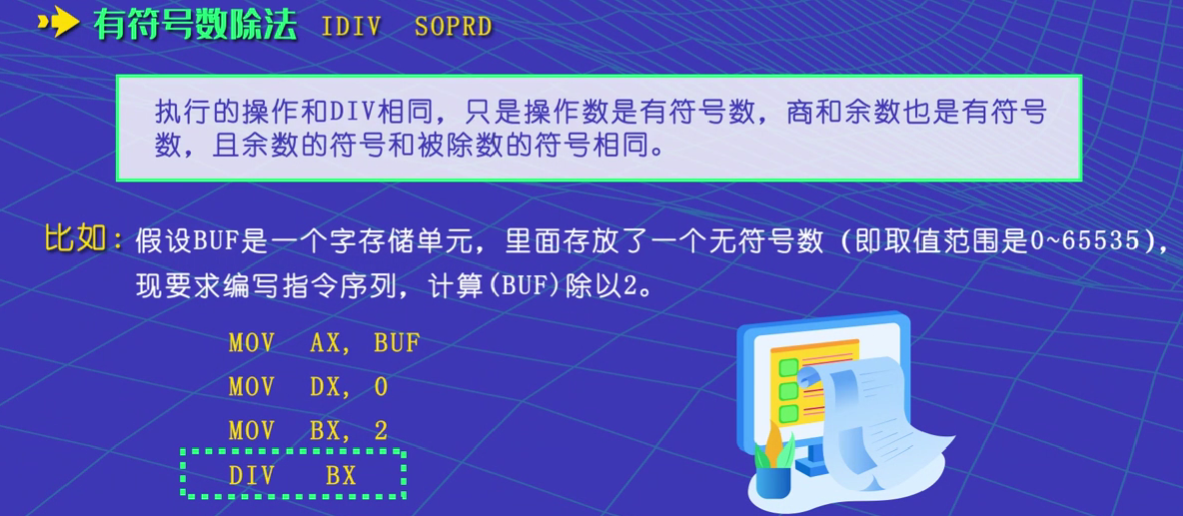 有符号数除法 IDIV SOPRD
执行的操作和DIV相同，只是操作数是有符号数，商和余数也是有符号
数，且余数的符号和被除数的符号相同。
比如：假设BUF是一个字存储单元，里面存放了一个无符号数（即取值范围是0~65535），
现要求编写指令序列，计算(BUF)除以2。
MOV AX, BUF
MOV DX, 0
MOV BX, 2
DIV BX